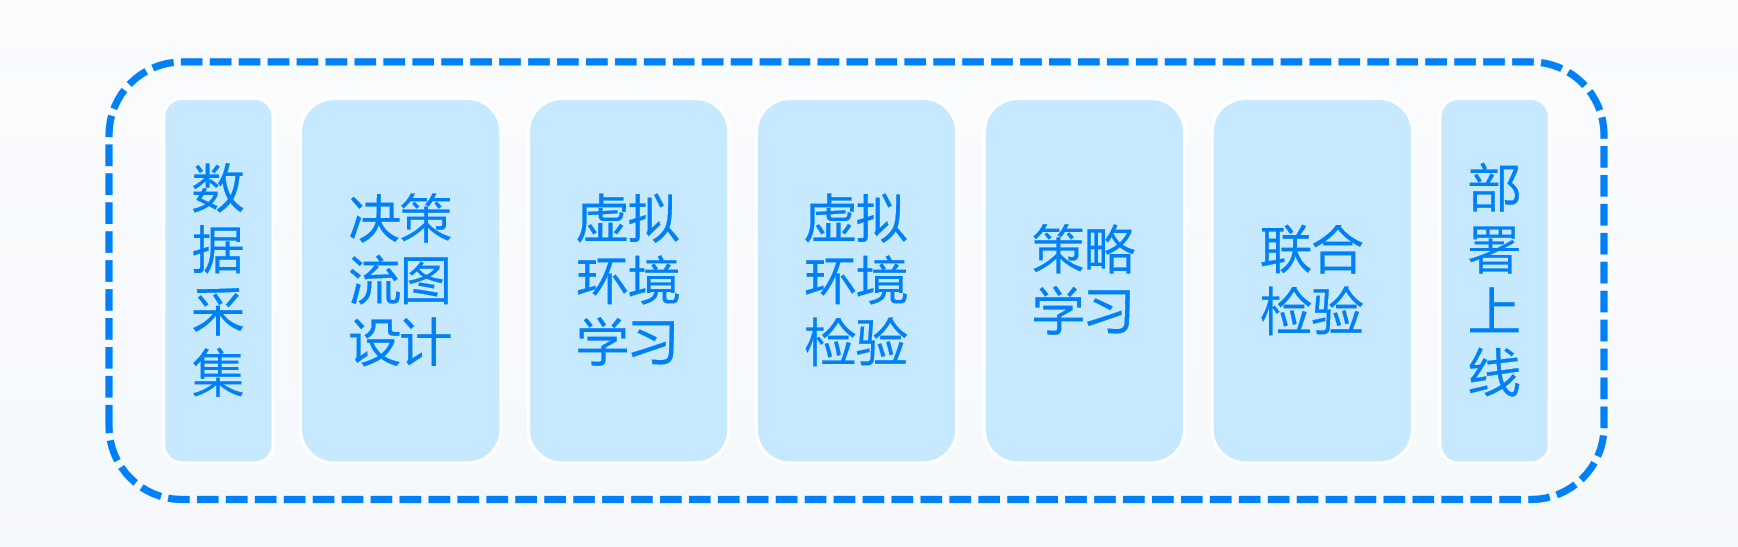 数据采集
决策
流图
设计
虚拟
环境
学习
虚拟
环境
检验
策略
学习
联合
检验
部署上线